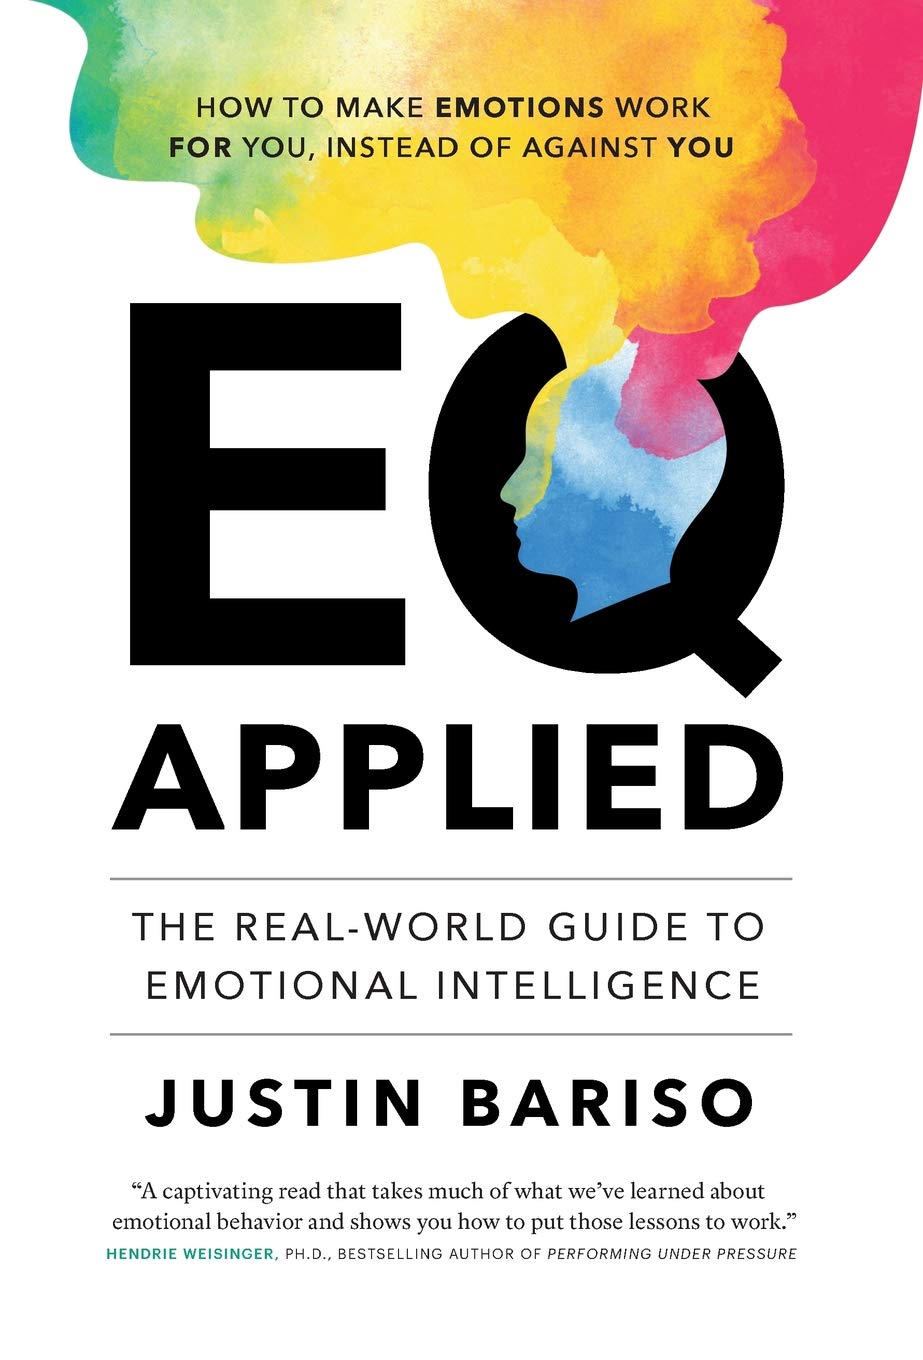 HOW TO MAKE EMOTIONS WORK
FOR YOU, INSTEAD OF AGAINST YOU
EQ
APPLIED
THE REAL-WORLD GUIDE TO
EMOTIONAL INTELLIGENCE
JUSTIN BARISO
“A captivating read that takes much of what we’ve learned about
emotional behavior and shows you how to put those lessons to work.”
HENDRIE WEISINGER, PH.D., BESTSELLING AUTHOR OF PERFORMING UNDER PRESSURE